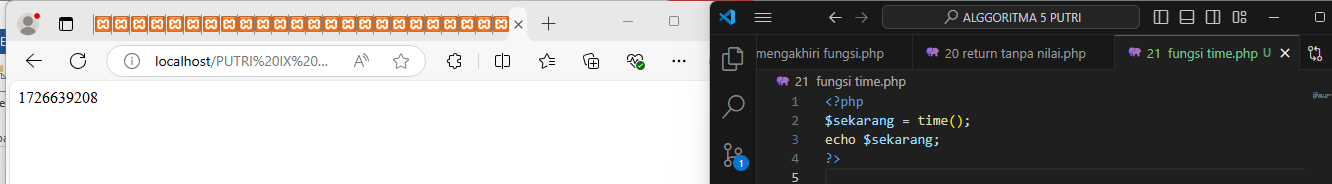 localhost/PUTRI%20IX%20...
1726639208
ALGGORITMA 5 PUTRI
mengakhiri fungsi.php
20 return tanpa nilai.php
21 fungsi time.php U
21 fungsi time.php
1 <?php
2 $sekarang = time();
3 echo $sekarang;
4 ?>
5
1